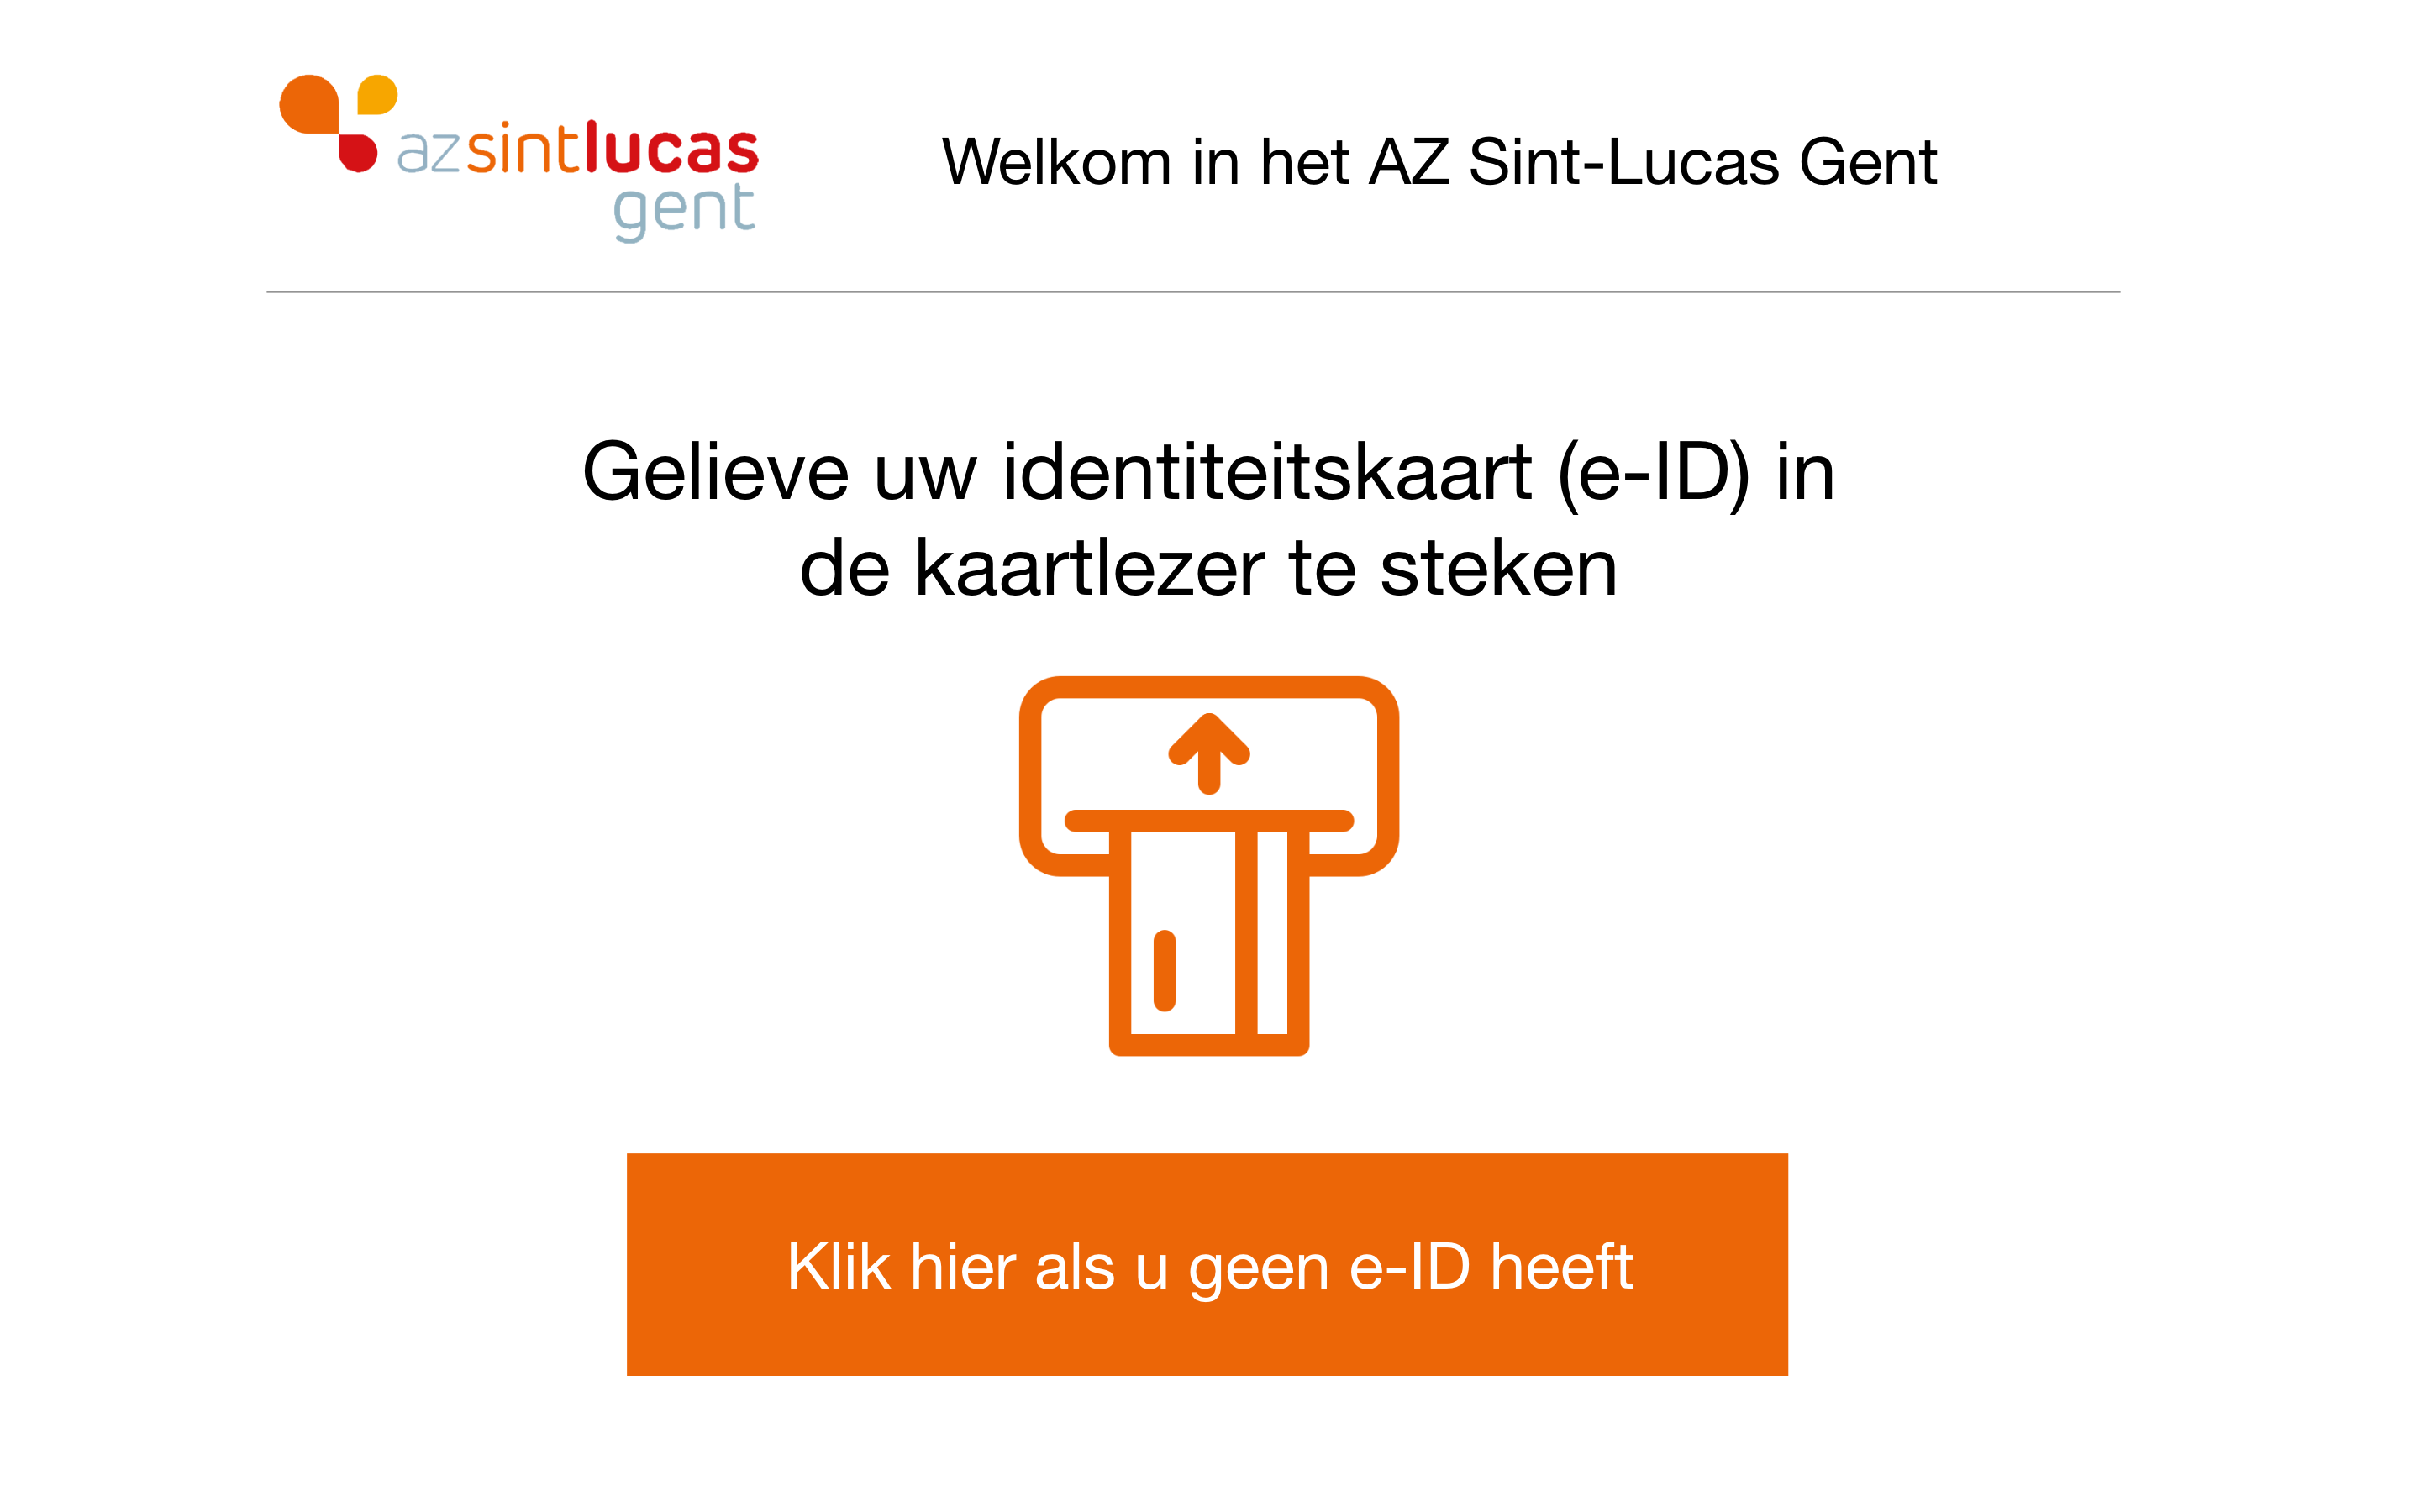 azsintlucas
gent
Welkom in het AZ Sint-Lucas Gent
Gelieve uw identiteitskaart (e-ID) in
de kaartlezer te steken
Klik hier als u geen e-ID heeft